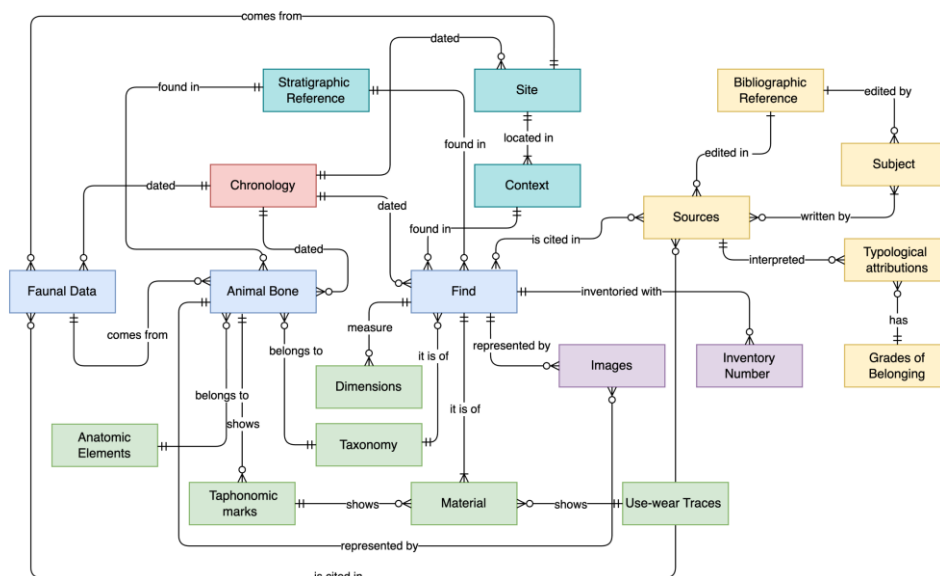 comes from
dated
found in
Stratigraphic
Reference
Site
Bibliographic
Reference
edited by
located in
found in
edited in
Subject
dated
Chronology
Context
dated
Sources
written by
found in
is cited in
dated
interpreted
Typological
attributions
Faunal Data
Animal Bone
Find
inventoried with
has
measure
comes from
belongs to
it is of
represented by
Images
Inventory
Number
Grades of
Belonging
Dimensions
belongs to
it is of
shows
Anatomic
Elements
Taxonomy
Taphonomic
marks
shows
Material
shows
Use-wear Traces
represented by
is cited in